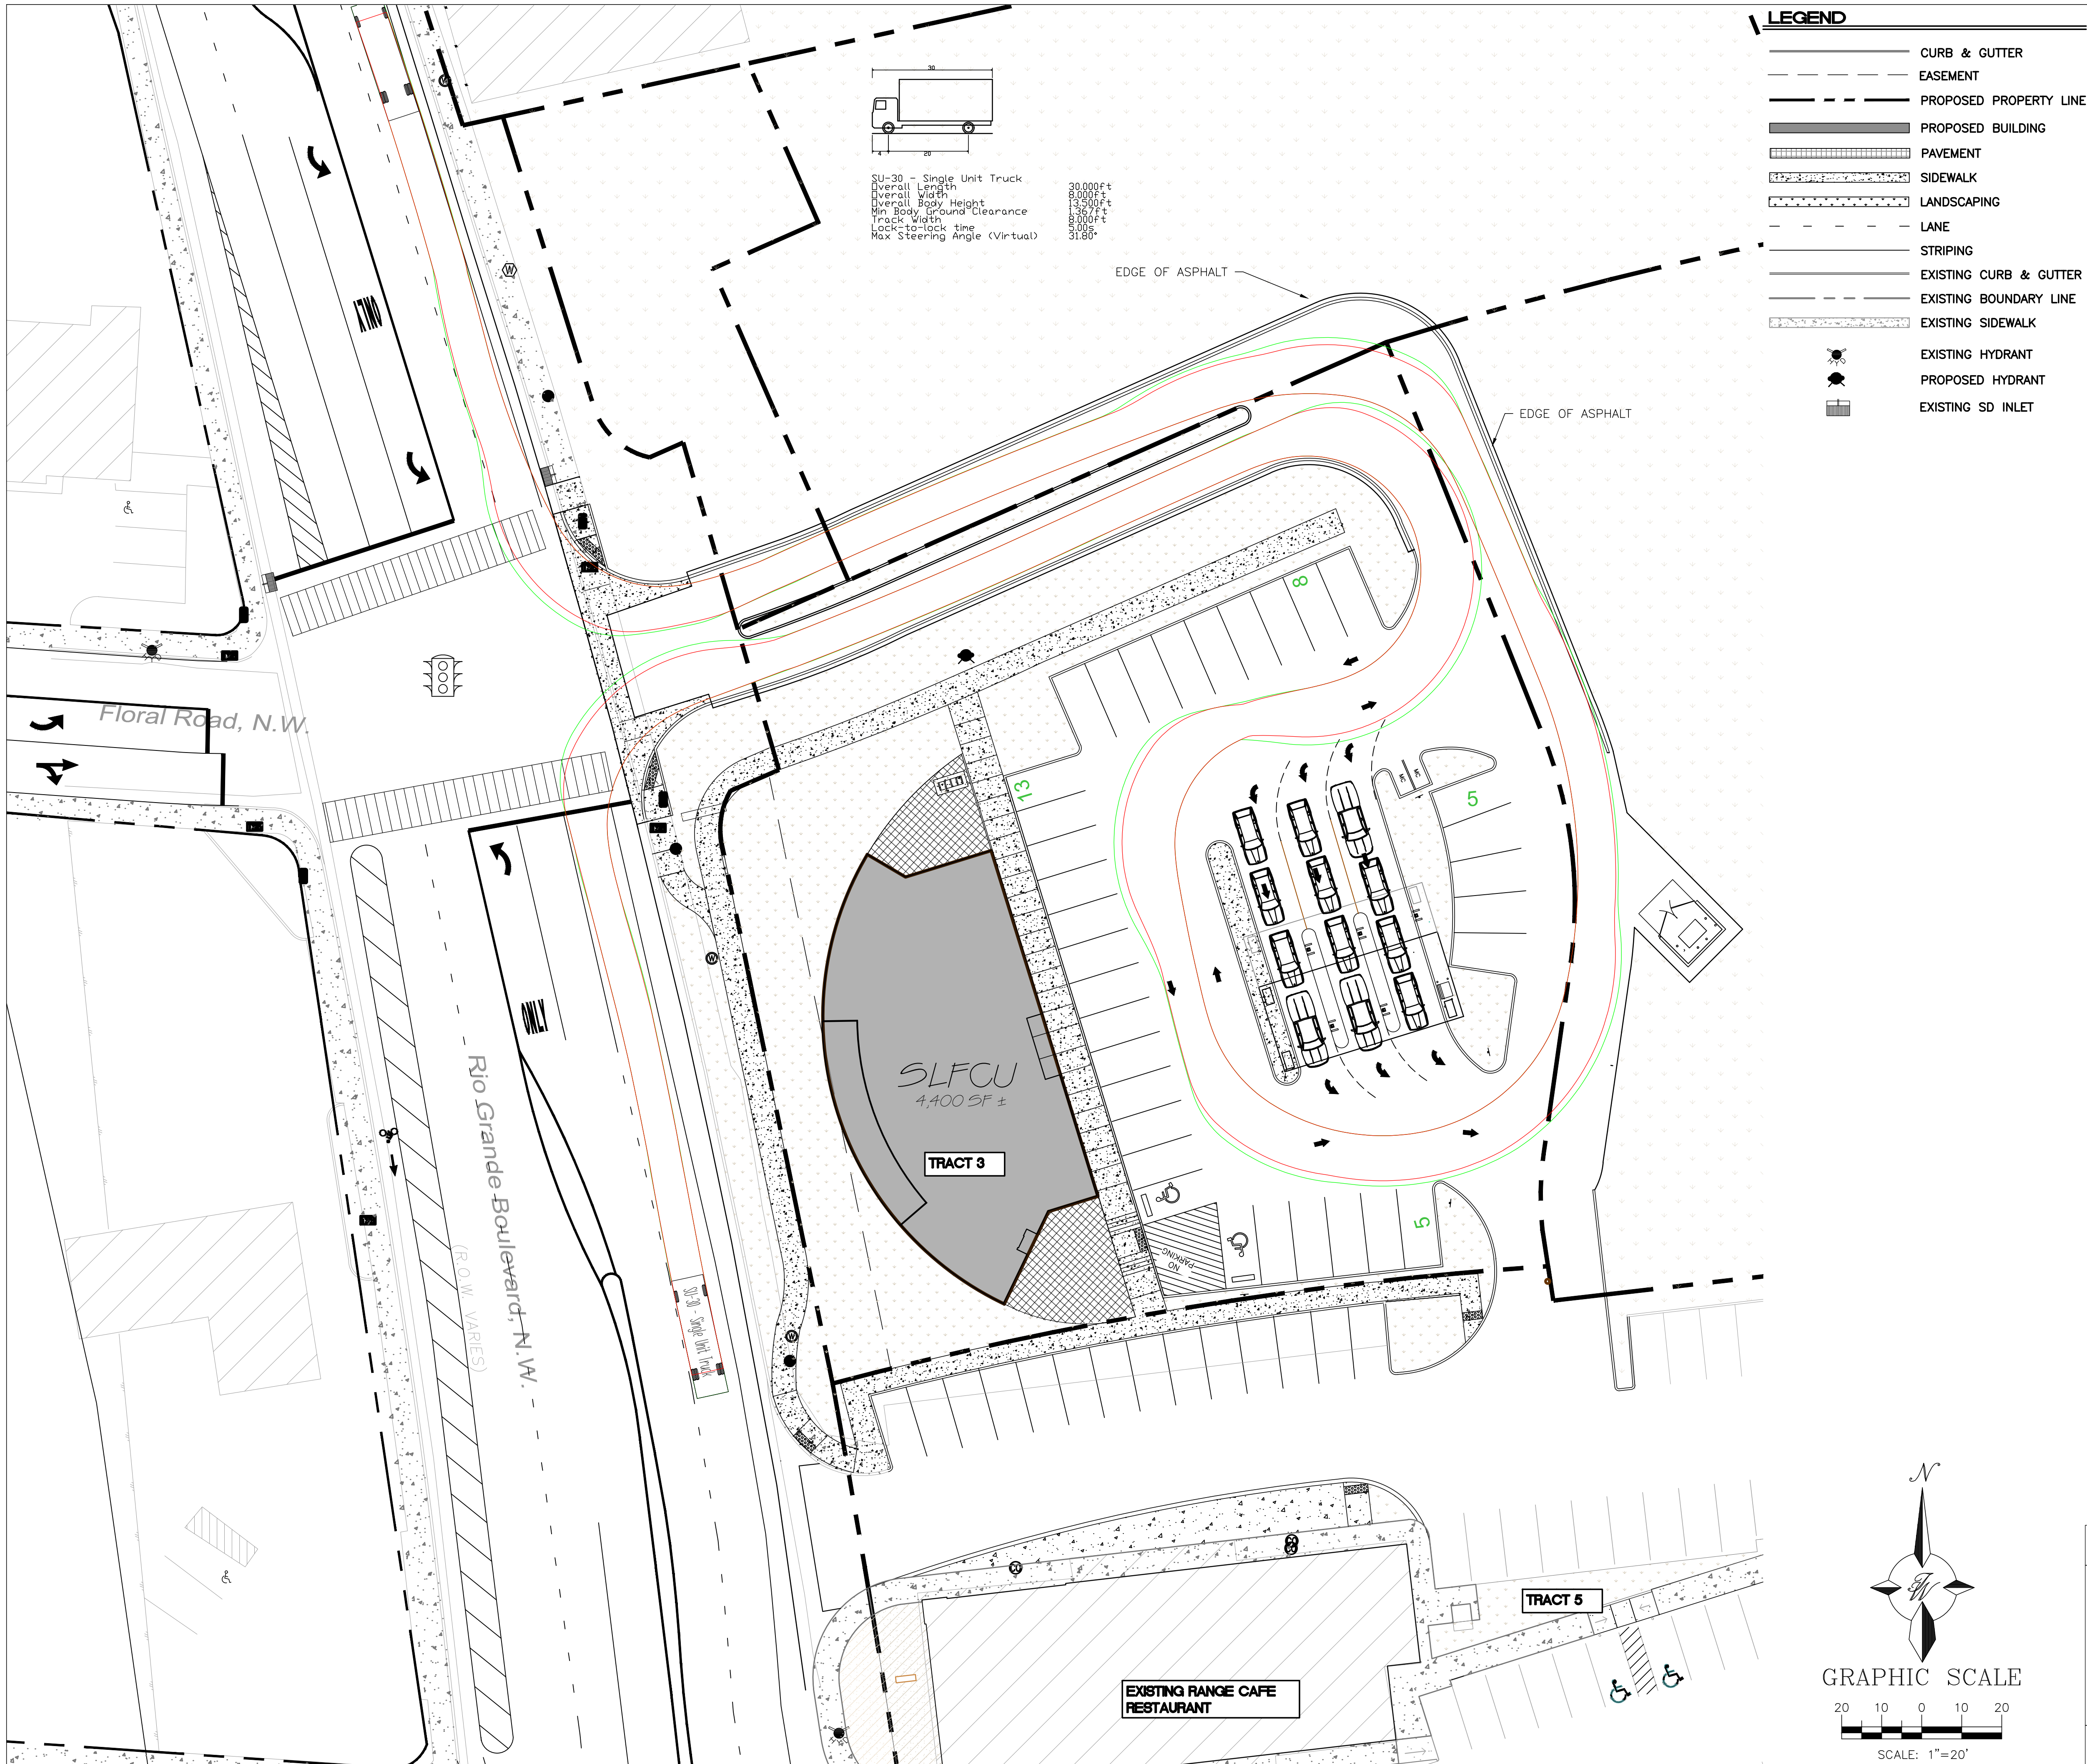 LEGEND
CURB & GUTTER
EASEMENT
PROPOSED PROPERTY LINE
PROPOSED BUILDING
PAVEMENT
SIDEWALK
LANDSCAPING
LANE
STRIPING
EXISTING CURB & GUTTER
EXISTING BOUNDARY LINE
EXISTING SIDEWALK
EXISTING HYDRANT
PROPOSED HYDRANT
EXISTING SD INLET
30
4
20
SU-30 - Single Unit Truck
Overall Length 30.000ft
Overall Width 8.000ft
Overall Body Height 13.500ft
Min Body Ground Clearance 1.367ft
Track Width 8.000ft
Lock-to-lock time 5.00s
Max Steering Angle (Virtual) 31.80°
EDGE OF ASPHALT
EDGE OF ASPHALT
W
ONLY
8
Floral Road, N.W.
13
MC
MC
5
W
ONLY
SLFCU
4,400 SF ±
Rio Grande Boulevard, N.W.
(R.O.W. VARIES)
TRACT 3
NO
PARKING
5
SU-30 - Single Unit Truck
W
TRACT 5
EXISTING RANGE CAFE
RESTAURANT
N
GRAPHIC SCALE
20 10 0 10 20
SCALE: 1"=20'